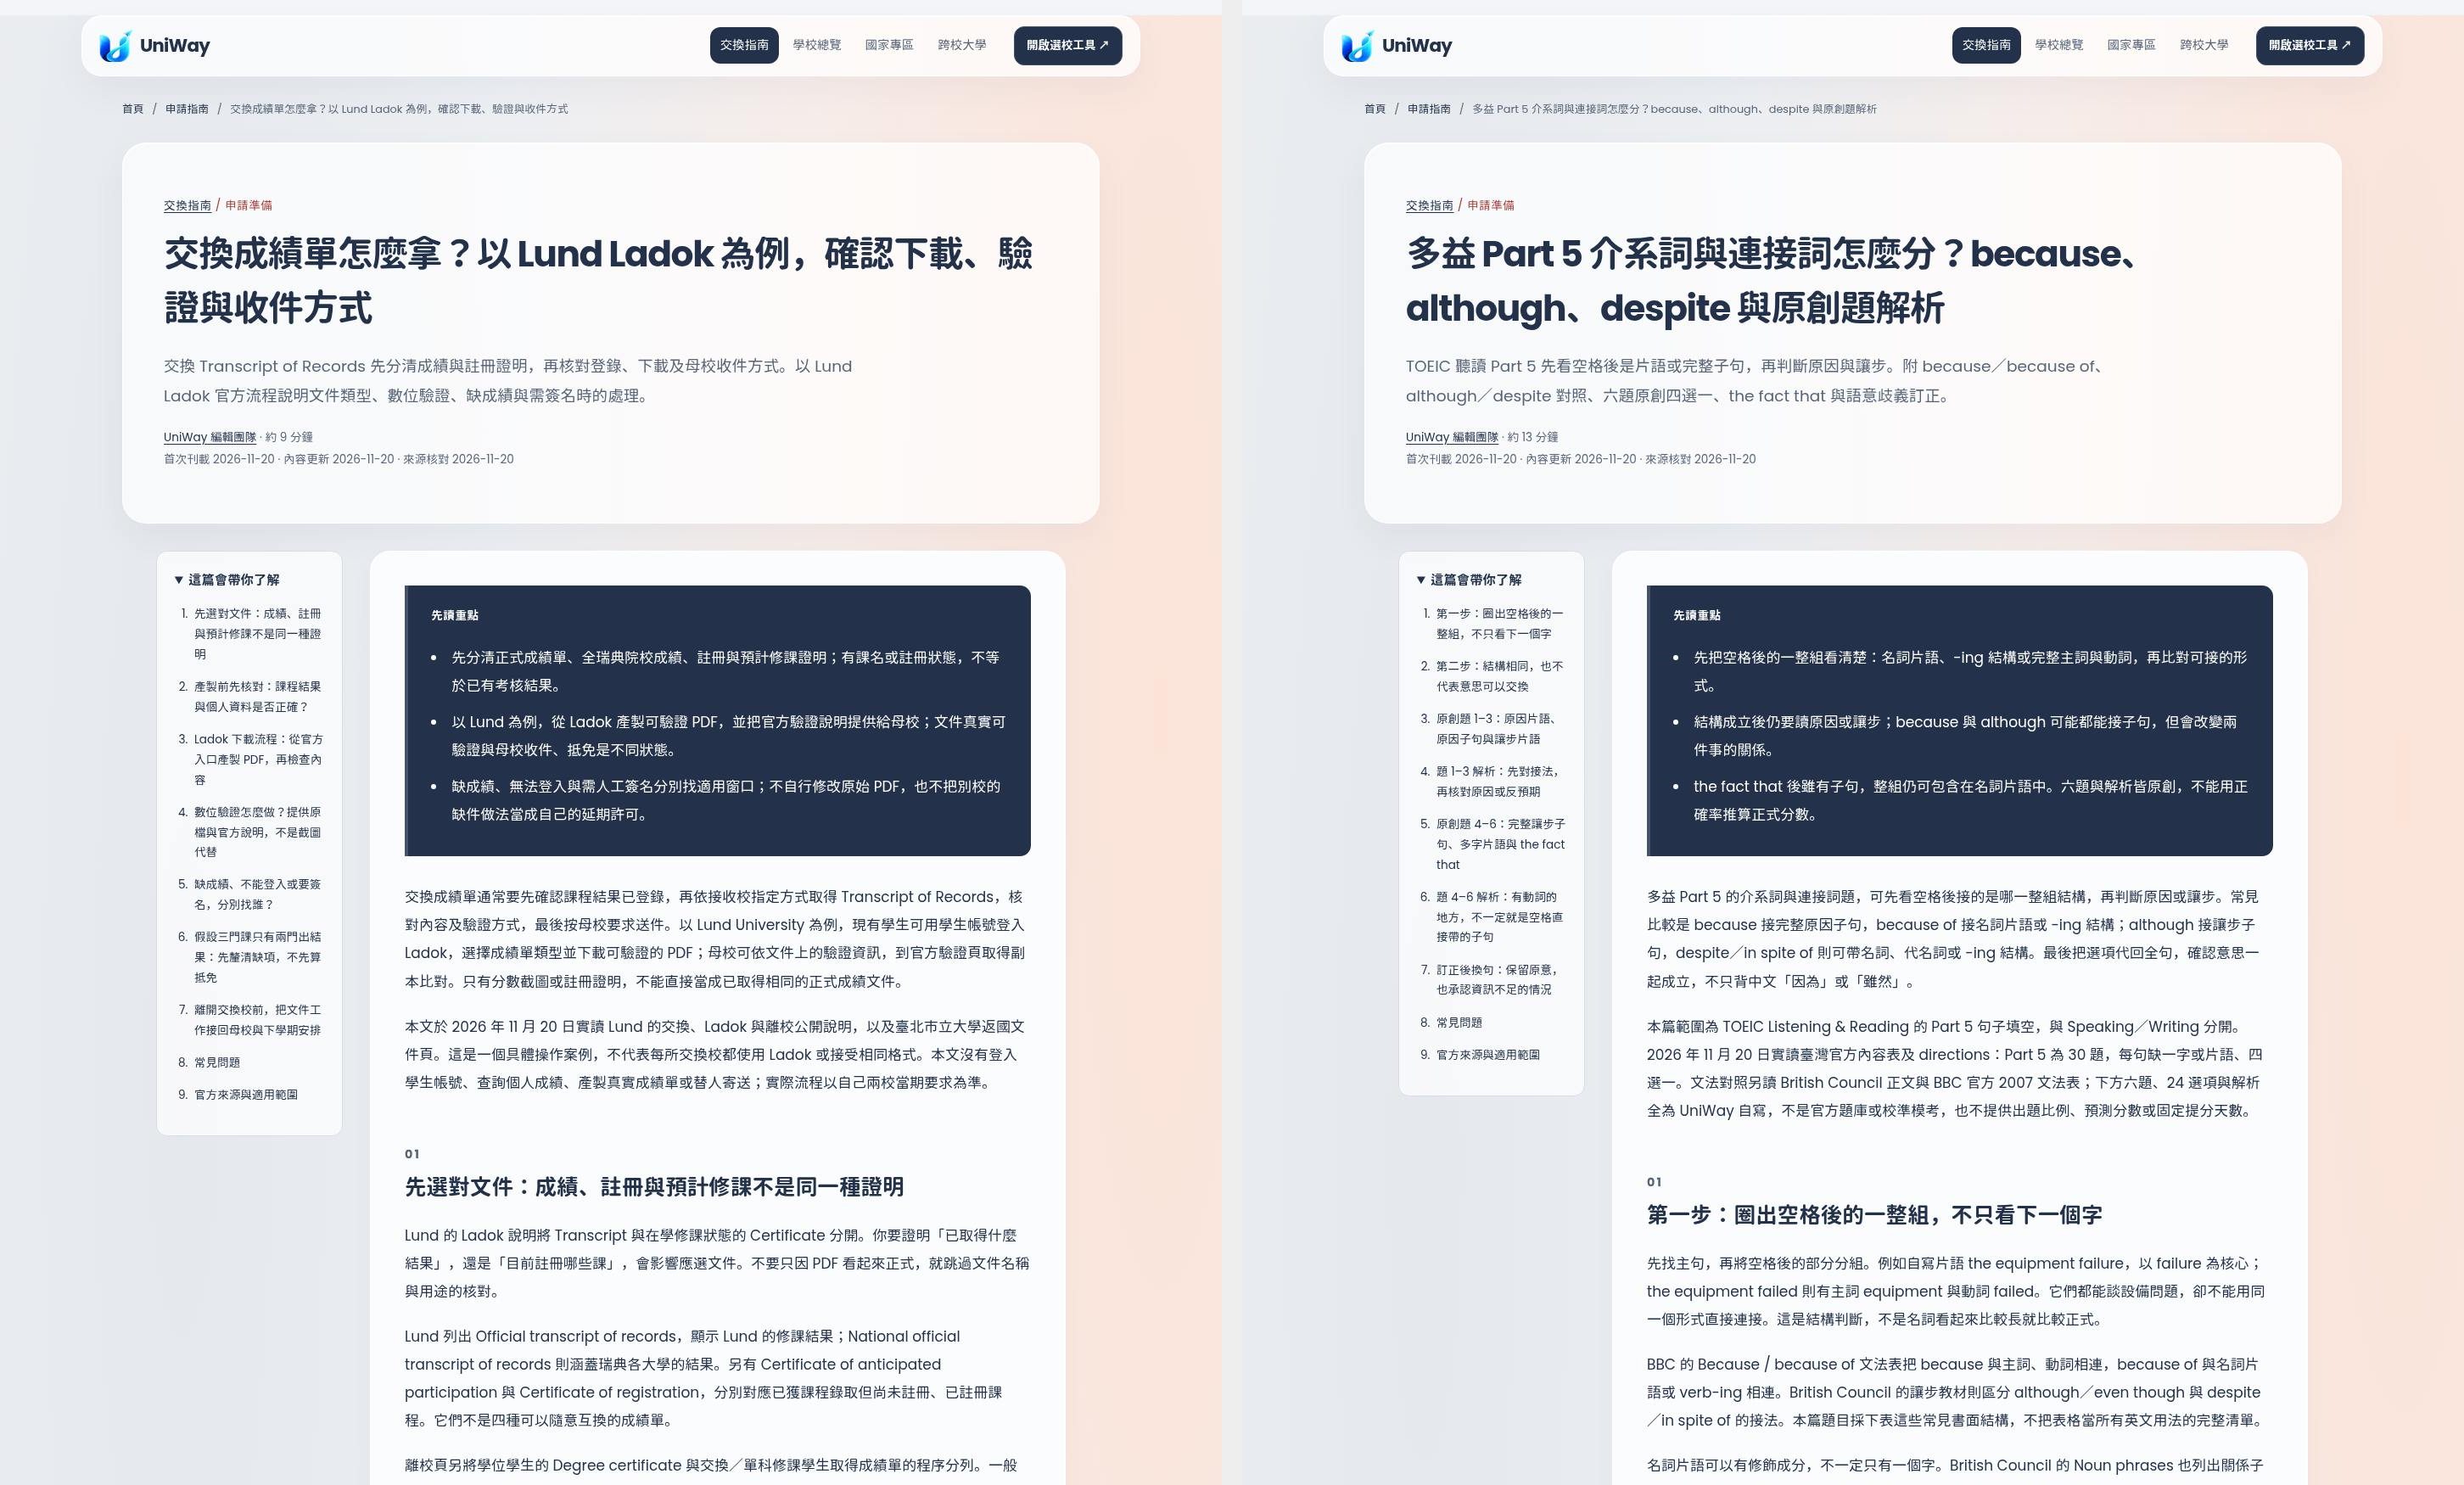 UniWay
交換指南
學校總覽
國家專區
跨校大學
開啟選校工具 ↗
首頁 / 申請指南 / 交換成績單怎麼拿？以 Lund Ladok 為例，確認下載、驗證與收件方式
交換指南 / 申請準備
交換成績單怎麼拿？以 Lund Ladok 為例，確認下載、驗
證與收件方式
交換 Transcript of Records 先分清成績與註冊證明，再核對登錄、下載及母校收件方式。以 Lund
Ladok 官方流程說明文件類型、數位驗證、缺成績與需簽名時的處理。
UniWay 編輯團隊 · 約 9 分鐘
首次刊載 2026-11-20 · 內容更新 2026-11-20 · 來源核對 2026-11-20
▼ 這篇會帶你了解
1. 先選對文件：成績、註冊
與預計修課不是同一種證
明
2. 產製前先核對：課程結果
與個人資料是否正確？
3. Ladok 下載流程：從官方
入口產製 PDF，再檢查內
容
4. 數位驗證怎麼做？提供原
檔與官方說明，不是截圖
代替
5. 缺成績、不能登入或要簽
名，分別找誰？
6. 假設三門課只有兩門出結
果：先釐清缺項，不先算
抵免
7. 離開交換校前，把文件工
作接回母校與下學期安排
8. 常見問題
9. 官方來源與適用範圍
先讀重點
• 先分清正式成績單、全瑞典院校成績、註冊與預計修課證明；有課名或註冊狀態，不等
於已有考核結果。
• 以 Lund 為例，從 Ladok 產製可驗證 PDF，並把官方驗證說明提供給母校；文件真實可
驗證與母校收件、抵免是不同狀態。
• 缺成績、無法登入與需人工簽名分別找適用窗口；不自行修改原始 PDF，也不把別校的
缺件做法當成自己的延期許可。
交換成績單通常要先確認課程結果已登錄，再依接收校指定方式取得 Transcript of Records，核
對內容及驗證方式，最後按母校要求送件。以 Lund University 為例，現有學生可用學生帳號登入
Ladok，選擇成績單類型並下載可驗證的 PDF；母校可依文件上的驗證資訊，到官方驗證頁取得副
本比對。只有分數截圖或註冊證明，不能直接當成已取得相同的正式成績文件。
本文於 2026 年 11 月 20 日實讀 Lund 的交換、Ladok 與離校公開說明，以及臺北市立大學返國文
件頁。這是一個具體操作案例，不代表每所交換校都使用 Ladok 或接受相同格式。本文沒有登入
學生帳號、查詢個人成績、產製真實成績單或替人寄送；實際流程以自己兩校當期要求為準。
01
先選對文件：成績、註冊與預計修課不是同一種證明
Lund 的 Ladok 說明將 Transcript 與在學修課狀態的 Certificate 分開。你要證明「已取得什麼
結果」，還是「目前註冊哪些課」，會影響應選文件。不要只因 PDF 看起來正式，就跳過文件名稱
與用途的核對。
Lund 列出 Official transcript of records，顯示 Lund 的修課結果；National official
transcript of records 則涵蓋瑞典各大學的結果。另有 Certificate of anticipated
participation 與 Certificate of registration，分別對應已獲課程錄取但尚未註冊、已註冊課
程。它們不是四種可以隨意互換的成績單。
離校頁另將學位學生的 Degree certificate 與交換／單科修課學生取得成績單的程序分列。一般
UniWay
交換指南
學校總覽
國家專區
跨校大學
開啟選校工具 ↗
首頁 / 申請指南 / 多益 Part 5 介系詞與連接詞怎麼分？because、although、despite 與原創題解析
交換指南 / 申請準備
多益 Part 5 介系詞與連接詞怎麼分？because、
although、despite 與原創題解析
TOEIC 聽讀 Part 5 先看空格後是片語或完整子句，再判斷原因與讓步。附 because／because of、
although／despite 對照、六題原創四選一、the fact that 與語意歧義訂正。
UniWay 編輯團隊 · 約 13 分鐘
首次刊載 2026-11-20 · 內容更新 2026-11-20 · 來源核對 2026-11-20
▼ 這篇會帶你了解
1. 第一步：圈出空格後的一
整組，不只看下一個字
2. 第二步：結構相同，也不
代表意思可以交換
3. 原創題 1–3：原因片語、
原因子句與讓步片語
4. 題 1–3 解析：先對接法，
再核對原因或反預期
5. 原創題 4–6：完整讓步子
句、多字片語與 the fact
that
6. 題 4–6 解析：有動詞的
地方，不一定就是空格直
接帶的子句
7. 訂正後換句：保留原意，
也承認資訊不足的情況
8. 常見問題
9. 官方來源與適用範圍
先讀重點
• 先把空格後的一整組看清楚：名詞片語、-ing 結構或完整主詞與動詞，再比對可接的形
式。
• 結構成立後仍要讀原因或讓步；because 與 although 可能都能接子句，但會改變兩
件事的關係。
• the fact that 後雖有子句，整組仍可包含在名詞片語中。六題與解析皆原創，不能用正
確率推算正式分數。
多益 Part 5 的介系詞與連接詞題，可先看空格後接的是哪一整組結構，再判斷原因或讓步。常見
比較是 because 接完整原因子句，because of 接名詞片語或 -ing 結構；although 接讓步子
句，despite／in spite of 則可帶名詞、代名詞或 -ing 結構。最後把選項代回全句，確認意思一
起成立，不只背中文「因為」或「雖然」。
本篇範圍為 TOEIC Listening & Reading 的 Part 5 句子填空，與 Speaking／Writing 分開。
2026 年 11 月 20 日實讀臺灣官方內容表及 directions：Part 5 為 30 題，每句缺一字或片語、四
選一。文法對照另讀 British Council 正文與 BBC 官方 2007 文法表；下方六題、24 選項與解析
全為 UniWay 自寫，不是官方題庫或校準模考，也不提供出題比例、預測分數或固定提分天數。
01
第一步：圈出空格後的一整組，不只看下一個字
先找主句，再將空格後的部分分組。例如自寫片語 the equipment failure，以 failure 為核心；
the equipment failed 則有主詞 equipment 與動詞 failed。它們都能談設備問題，卻不能用同
一個形式直接連接。這是結構判斷，不是名詞看起來比較長就比較正式。
BBC 的 Because / because of 文法表把 because 與主詞、動詞相連，because of 與名詞片
語或 verb-ing 相連。British Council 的讓步教材則區分 although／even though 與 despite
／in spite of 的接法。本篇題目採下表這些常見書面結構，不把表格當所有英文用法的完整清單。
名詞片語可以有修飾成分，不一定只有一個字。British Council 的 Noun phrases 也列出關係子